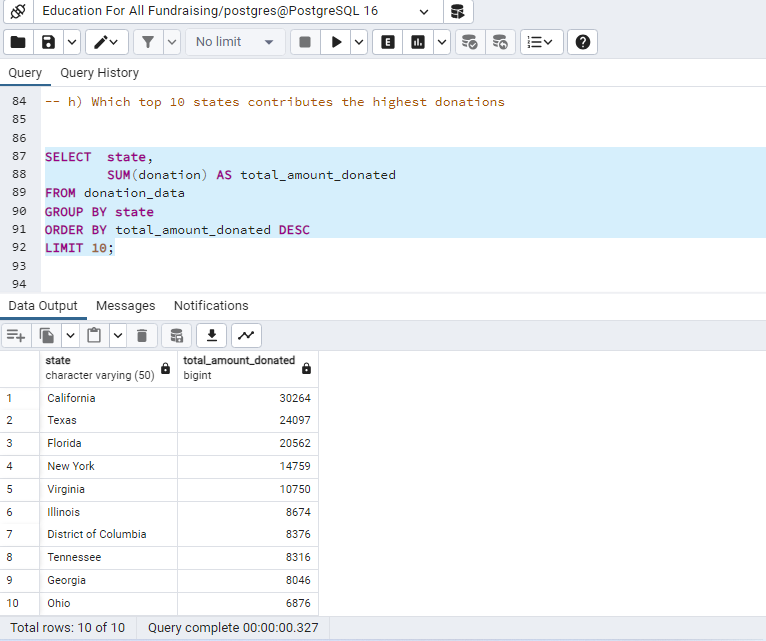 Education For All Fundraising/postgres@PostgreSQL 16
No limit
E
Query Query History
84 -- h) Which top 10 states contributes the highest donations
85
86
87 SELECT state,
88 SUM(donation) AS total_amount_donated
89 FROM donation_data
90 GROUP BY state
91 ORDER BY total_amount_donated DESC
92 LIMIT 10;
93
94
Data Output Messages Notifications
state total_amount_donated
character varying (50) bigint
1 California 30264
2 Texas 24097
3 Florida 20562
4 New York 14759
5 Virginia 10750
6 Illinois 8674
7 District of Columbia 8376
8 Tennessee 8316
9 Georgia 8046
10 Ohio 6876
Total rows: 10 of 10 Query complete 00:00:00.327